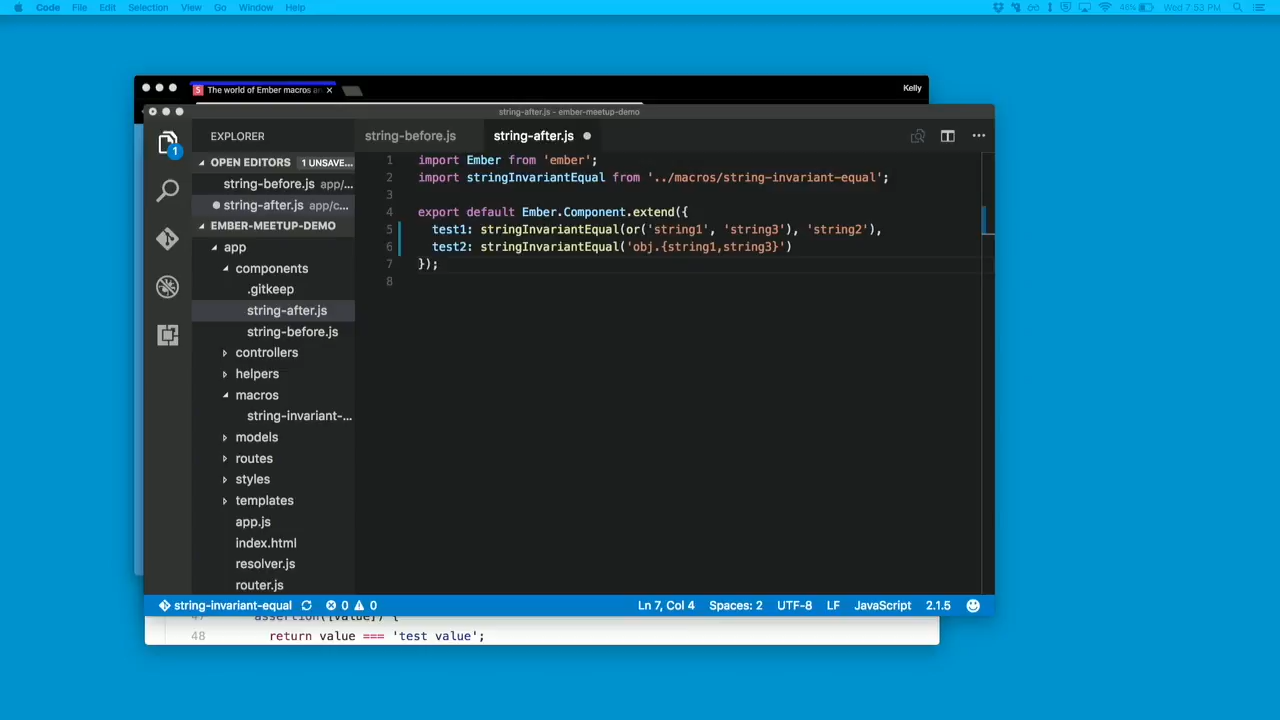 Code File Edit Selection View Go Window Help 46% Wed 7:53 PM
The world of Ember macros an
Kelly
string-after.js - ember-meetup-demo
EXPLORER
string-before.js string-after.js
1
OPEN EDITORS 1 UNSAVE...
string-before.js app/...
string-after.js app/c...
EMBER-MEETUP-DEMO
app
components
.gitkeep
string-after.js
string-before.js
controllers
helpers
macros
string-invariant-...
models
routes
styles
templates
app.js
index.html
resolver.js
router.js
1 import Ember from 'ember';
2 import stringInvariantEqual from '../macros/string-invariant-equal';
3
4 export default Ember.Component.extend({
5 test1: stringInvariantEqual(or('string1', 'string3'), 'string2'),
6 test2: stringInvariantEqual('obj.{string1,string3}')
7 });
8
string-invariant-equal 0 0 Ln 7, Col 4 Spaces: 2 UTF-8 LF JavaScript 2.1.5
47 assertion([value]) {
48 return value === 'test value';